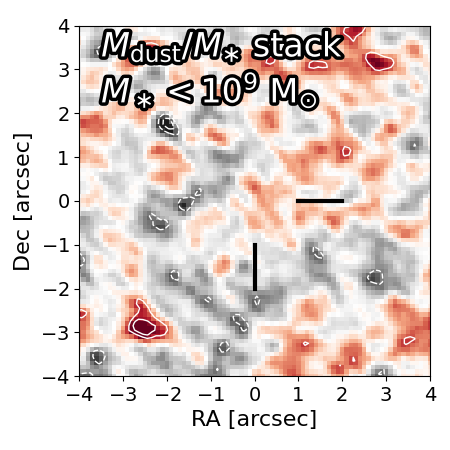 M_dust/M_* stack
M_* < 10^9 M_⊙
Dec [arcsec]
4
3
2
1
0
−1
−2
−3
−4
−4 −3 −2 −1 0 1 2 3 4
RA [arcsec]